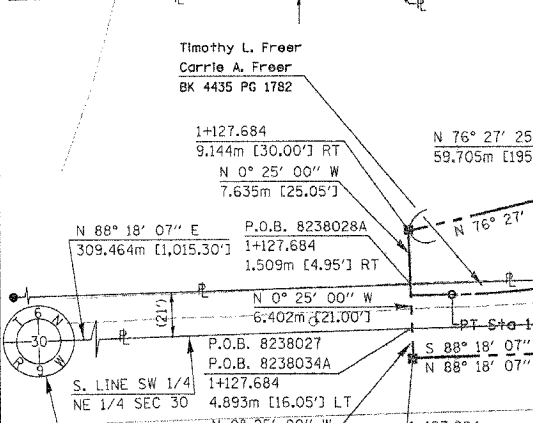 Timothy L. Freer
Carrie A. Freer
BK 4435 PG 1782
1+127.684
9.144m [30.00'] RT
N 76° 27' 25
59.705m [195
N 0° 25' 00" W
7.635m [25.05']
N 88° 18' 07" E
309.464m [1,015.30']
P.O.B. 8238028A
1+127.684
1.509m [4.95'] RT
N 76° 27'
(21')
N 0° 25' 00" W
6.402m [21.00']
PT Sta 1
30
P.O.B. 8238027
P.O.B. 8238034A
1+127.684
4.893m [16.05'] LT
S 88° 18' 07"
N 88° 18' 07"
S. LINE SW 1/4
NE 1/4 SEC 30